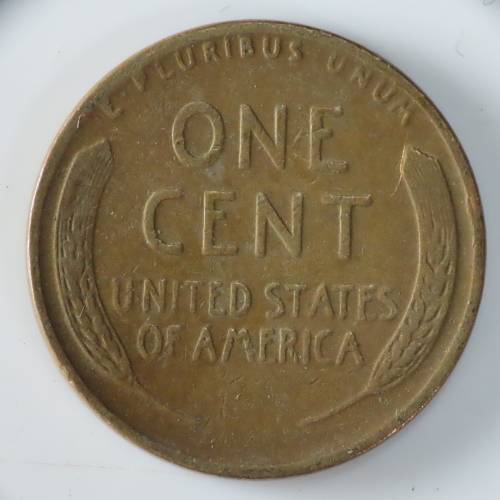 E·PLURIBUS UNUM
ONE
CENT
UNITED STATES
OF AMERICA